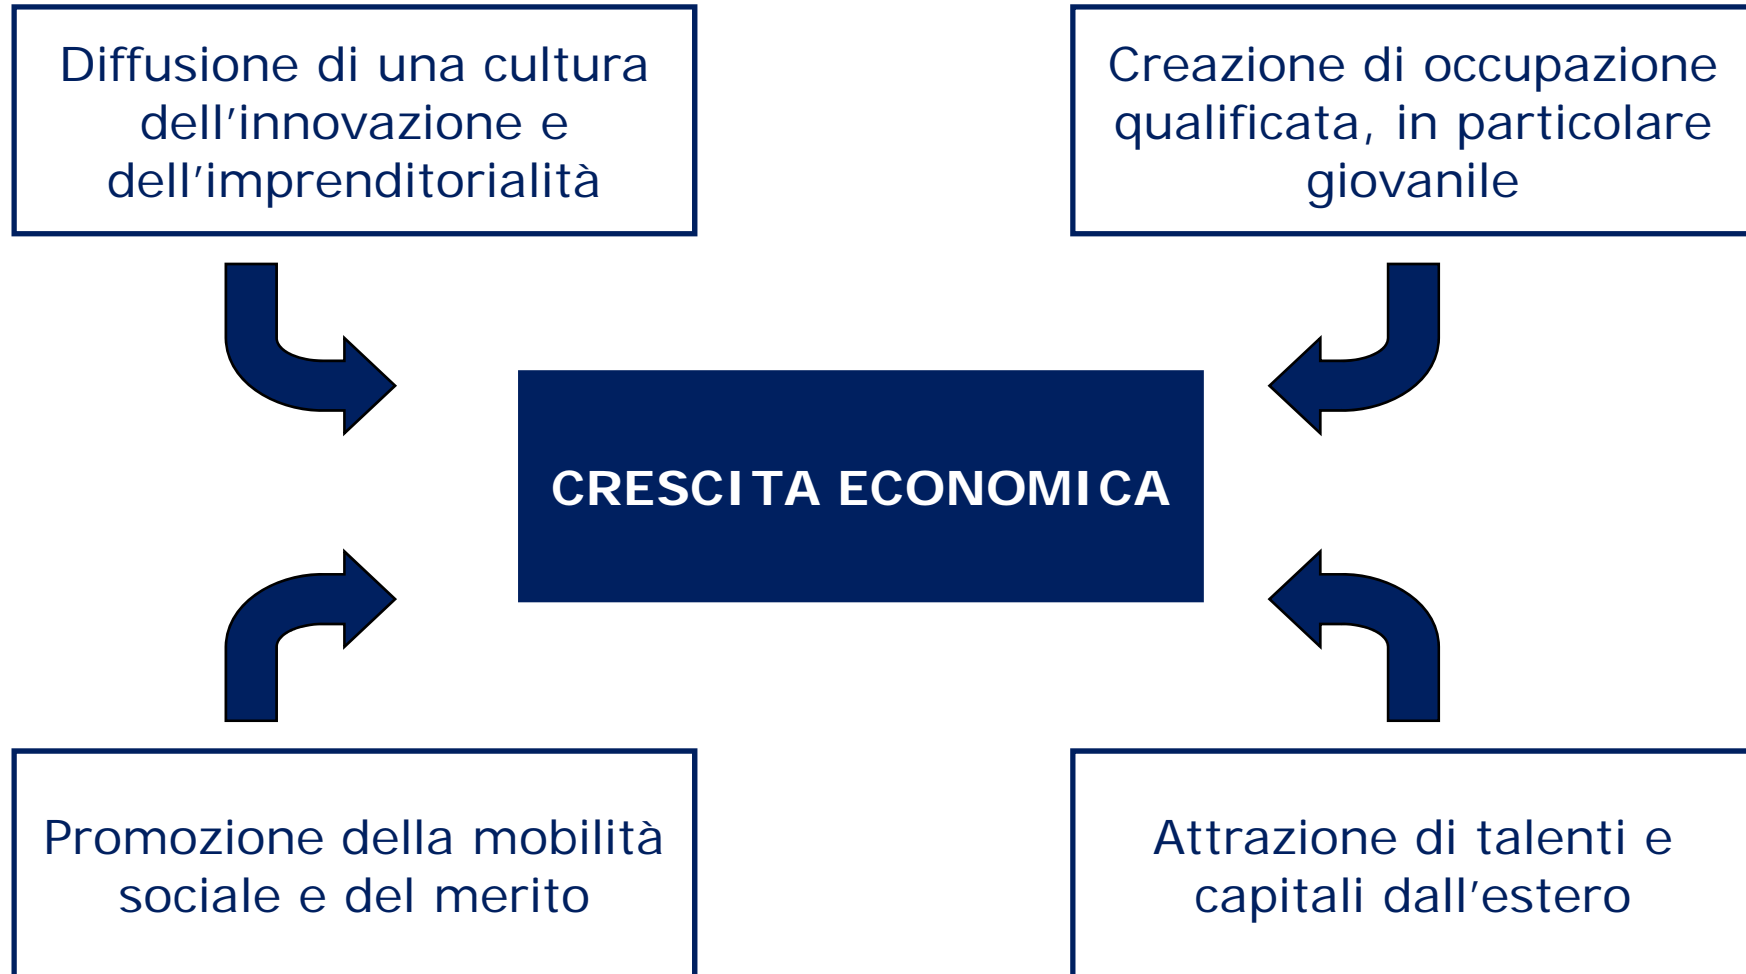 Diffusione di una cultura
dell'innovazione e
dell'imprenditorialità
Creazione di occupazione
qualificata, in particolare
giovanile
CRESCITA ECONOMICA
Promozione della mobilità
sociale e del merito
Attrazione di talenti e
capitali dall'estero